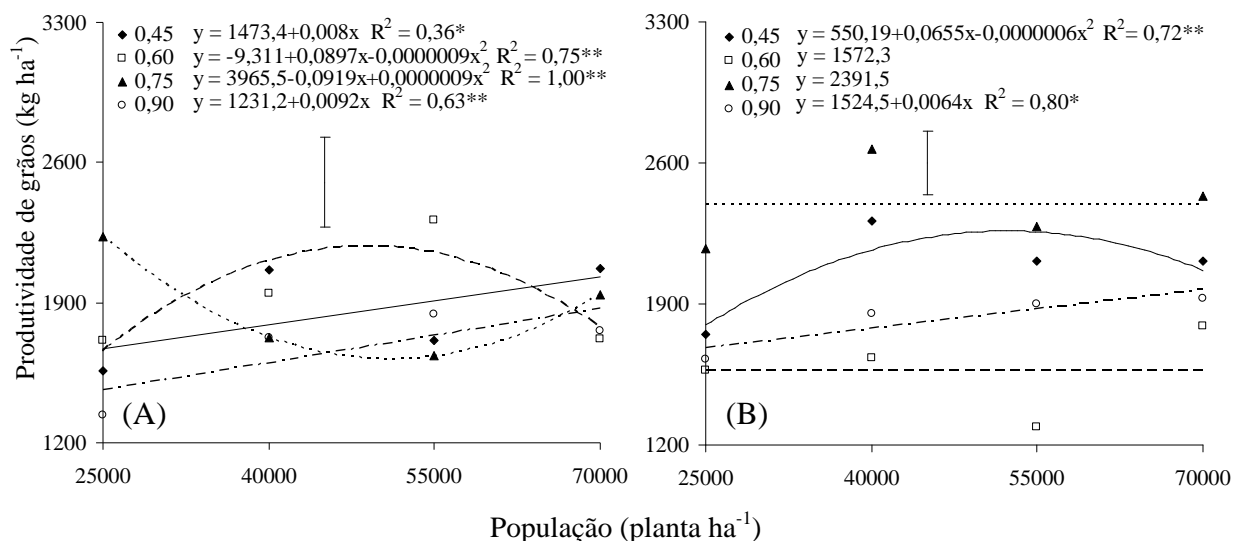 Produtividade de grãos (kg ha⁻¹)
3300
2600
1900
1200
0,45 y = 1473,4+0,008x R² = 0,36*
0,60 y = -9,311+0,0897x-0,0000009x² R² = 0,75**
0,75 y = 3965,5-0,0919x+0,0000009x² R² = 1,00**
0,90 y = 1231,2+0,0092x R² = 0,63**
(A)
25000 40000 55000 70000
3300
2600
1900
1200
0,45 y = 550,19+0,0655x-0,0000006x² R² = 0,72**
0,60 y = 1572,3
0,75 y = 2391,5
0,90 y = 1524,5+0,0064x R² = 0,80*
(B)
25000 40000 55000 70000
População (planta ha⁻¹)